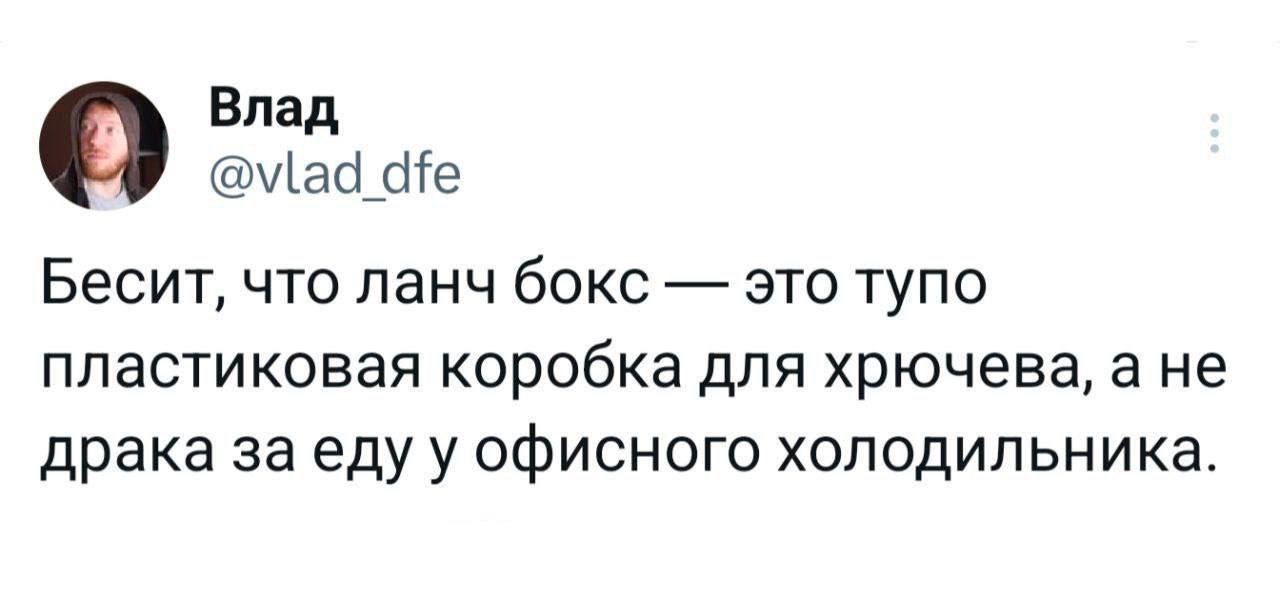 Влад
@vlad_dfe
Бесит, что ланч бокс — это тупо
пластиковая коробка для хрючева, а не
драка за еду у офисного холодильника.